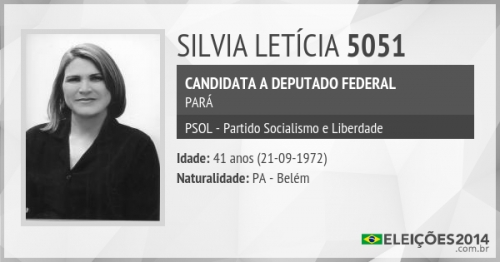 SILVIA LETÍCIA 5051
CANDIDATA A DEPUTADO FEDERAL
PARÁ
PSOL - Partido Socialismo e Liberdade
Idade: 41 anos (21-09-1972)
Naturalidade: PA - Belém
ELEIÇÕES2014
.com.br